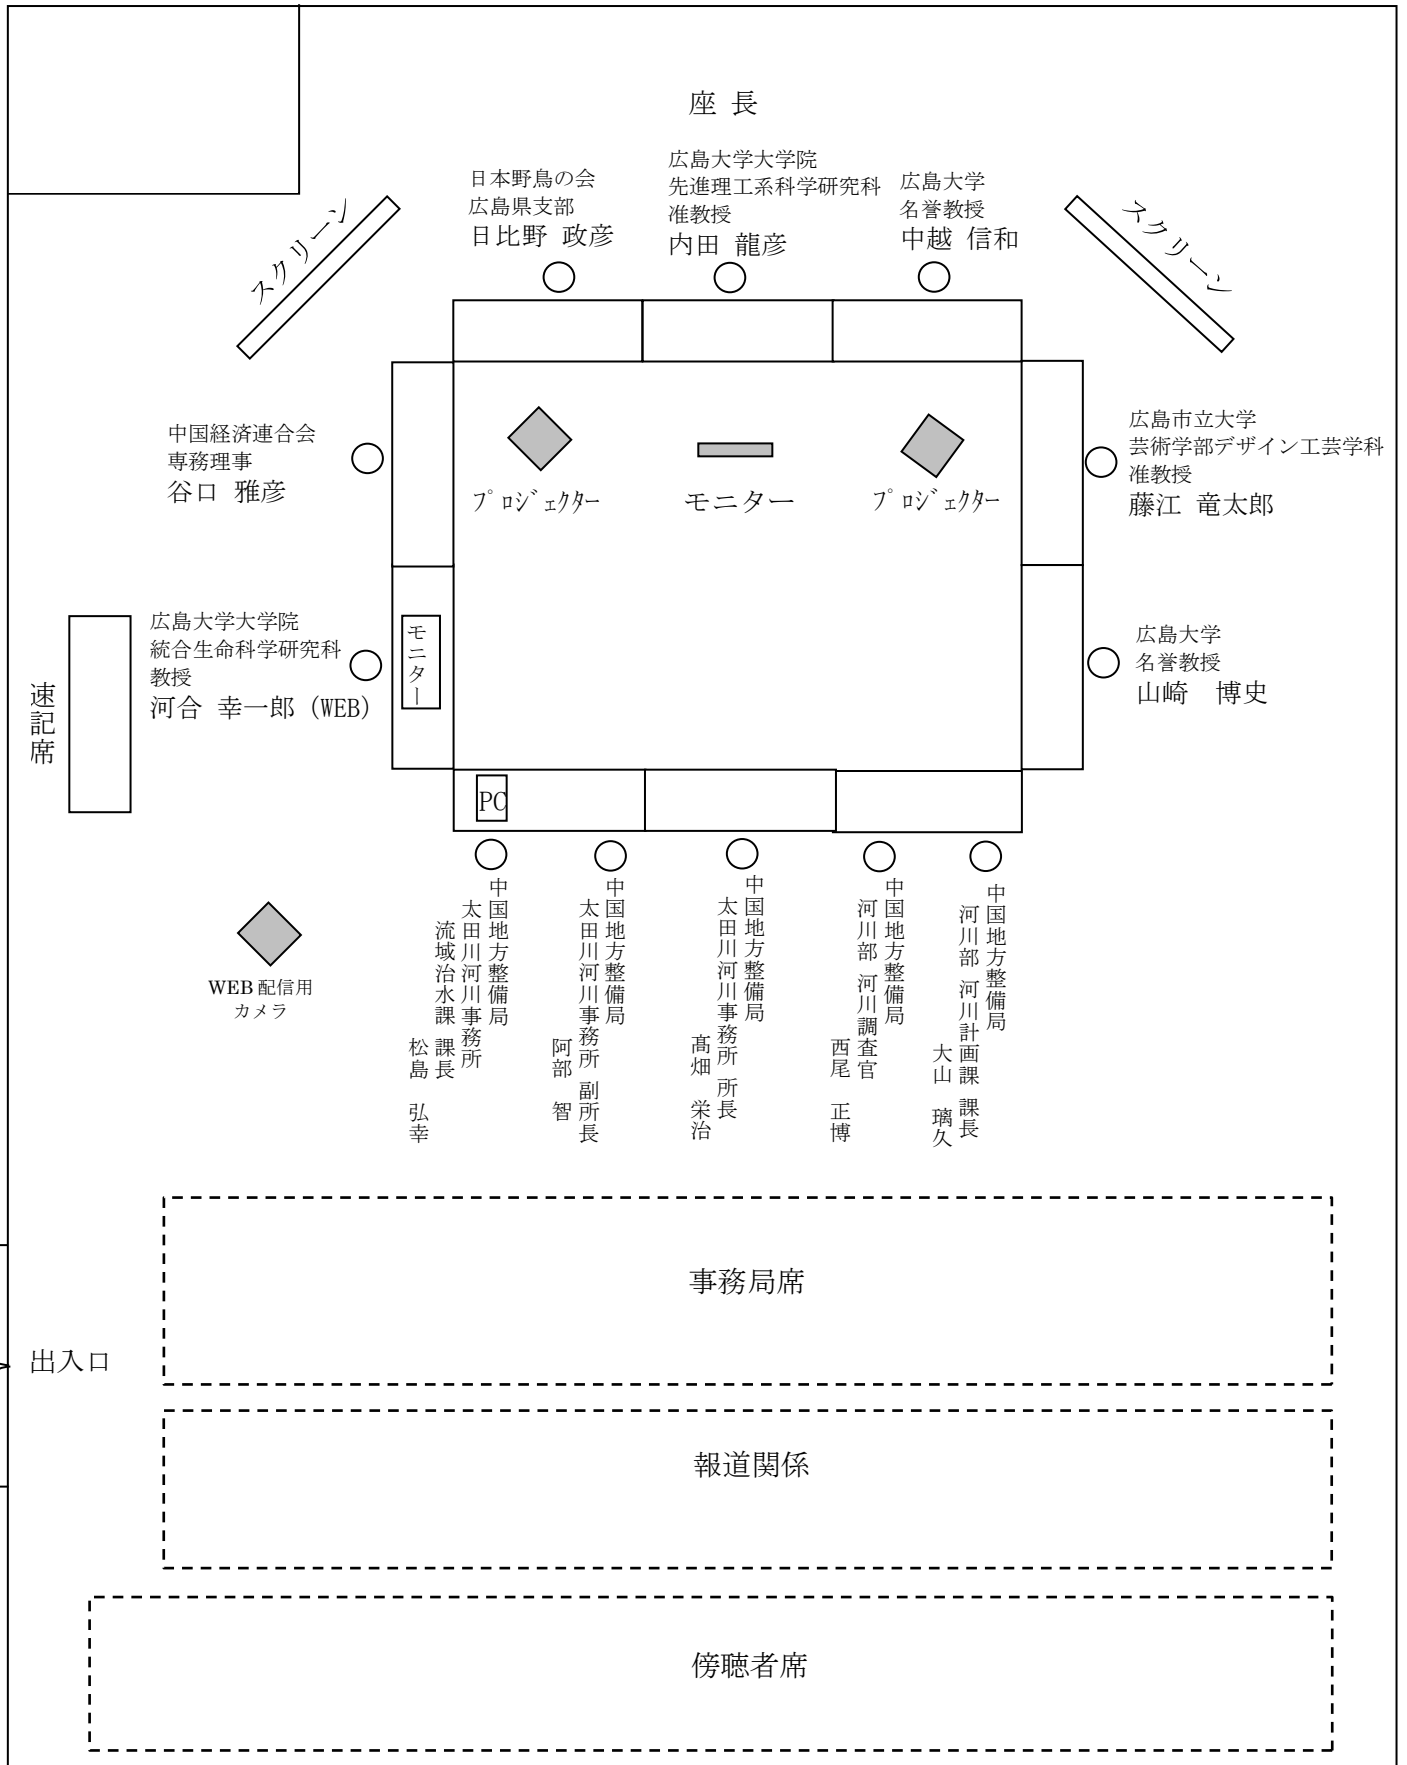 座 長
日本野鳥の会
広島県支部
日比野 政彦
広島大学大学院
先進理工系科学研究科
准教授
内田 龍彦
広島大学
名誉教授
中越 信和
スクリーン
スクリーン
中国経済連合会
専務理事
谷口 雅彦
プロジェクター
モニター
プロジェクター
広島市立大学
芸術学部デザイン工芸学科
准教授
藤江 竜太郎
速記席
広島大学大学院
統合生命科学研究科
教授
河合 幸一郎（WEB）
モニター
広島大学
名誉教授
山崎　博史
PC
中国地方整備局
太田川河川事務所
流域治水課 課長
松島 弘幸
中国地方整備局
太田川河川事務所 副所長
阿部 智
中国地方整備局
太田川河川事務所 所長
髙畑 栄治
中国地方整備局
河川部 河川調査官
西尾 正博
中国地方整備局
河川部 河川計画課 課長
大山 璃久
WEB 配信用
カメラ
事務局席
出入口
報道関係
傍聴者席